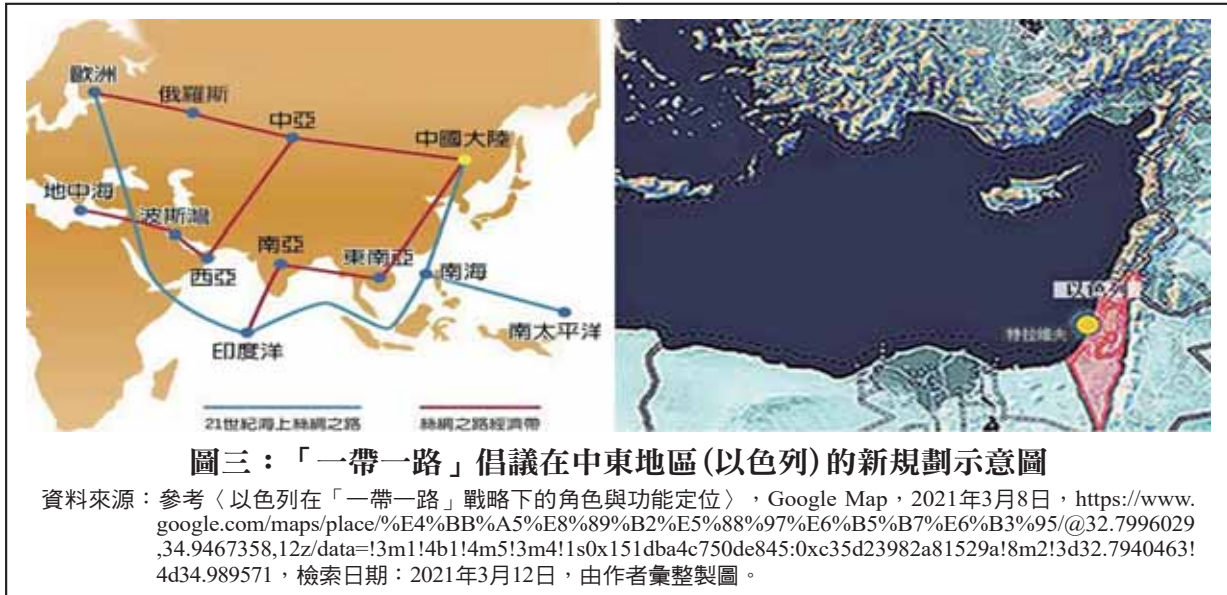 歐洲
俄羅斯
中亞
中國大陸
地中海
波斯灣
南亞
東南亞
西亞
南海
印度洋
南太平洋
21世紀海上絲綢之路
絲綢之路經濟帶
以色列
特拉維夫
圖三：「一帶一路」倡議在中東地區(以色列)的新規劃示意圖
資料來源：參考〈以色列在「一帶一路」戰略下的角色與功能定位〉，Google Map，2021年3月8日，https://www.
google.com/maps/place/%E4%BB%A5%E8%89%B2%E5%88%97%E6%B5%B7%E6%B3%95/@32.7996029
,34.9467358,12z/data=!3m1!4b1!4m5!3m4!1s0x151dba4c750de845:0xc35d23982a81529a!8m2!3d32.7940463!
4d34.989571，檢索日期：2021年3月12日，由作者彙整製圖。